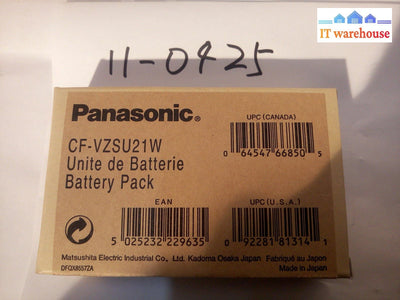 IT warehouse
11-0425
Panasonic®
UPC (CANADA)
0 64547 66850 5
CF-VZSU21W
Unite de Batterie
Battery Pack
EAN
5 025232 229635
UPC (U.S.A.)
0 92281 81314 1
Matsushita Electric Industrial Co., Ltd. Kadoma Osaka Japan Fabriqué au Japon
DFQX8557ZA
Made in Japan